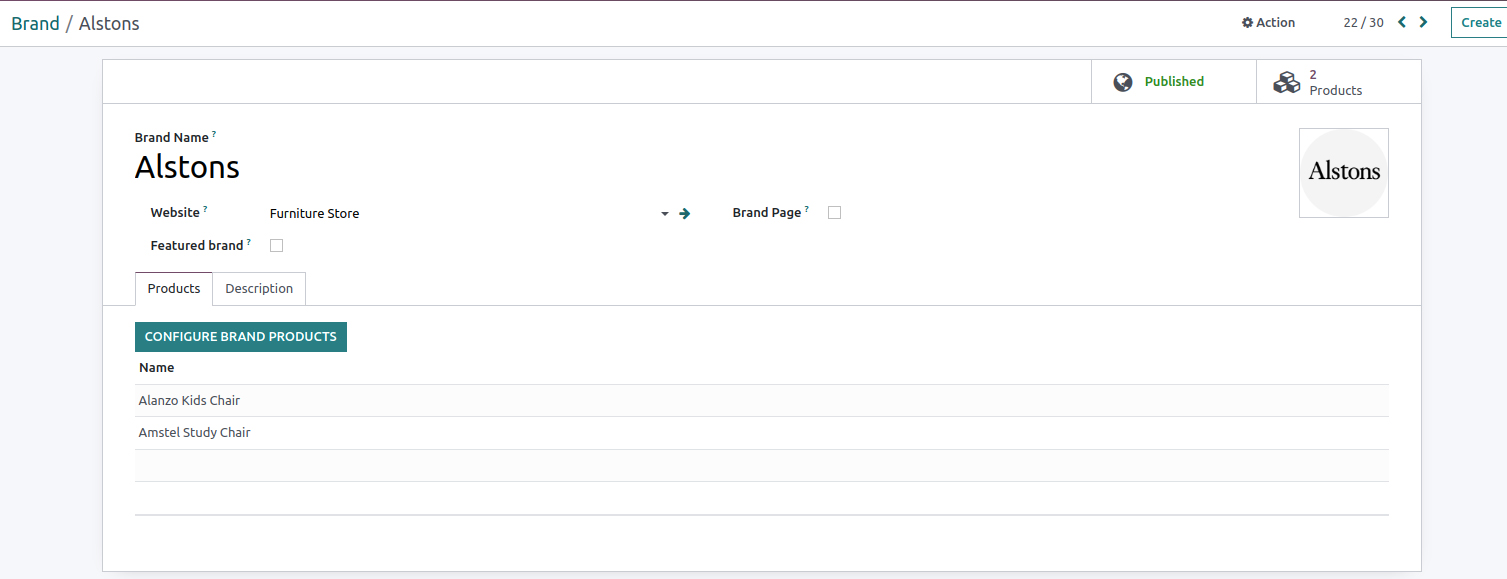 Brand / Alstons
Action
22 / 30
Create
Published
2
Products
Brand Name ?
Alstons
Alstons
Website ?
Furniture Store
Brand Page ?
Featured brand ?
Products
Description
CONFIGURE BRAND PRODUCTS
Name
Alanzo Kids Chair
Amstel Study Chair